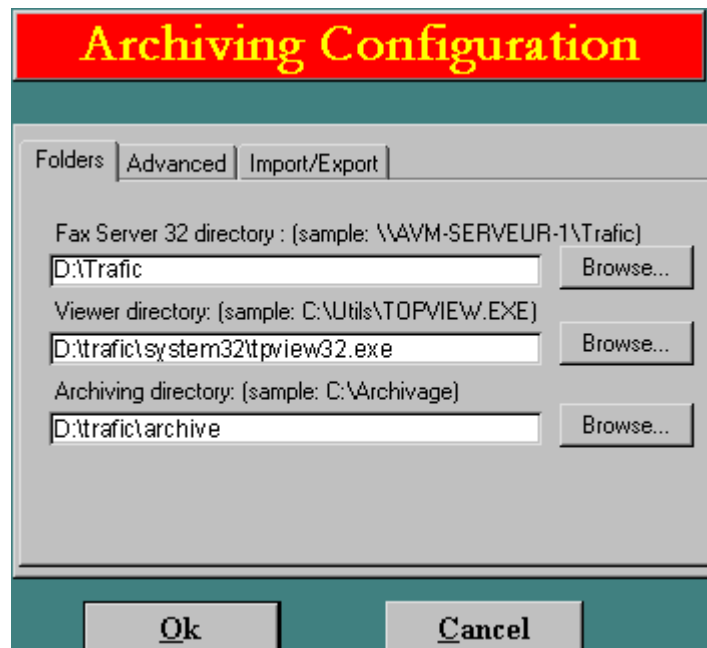 Archiving Configuration
Folders Advanced Import/Export
Fax Server 32 directory : (sample: \\AVM-SERVEUR-1\Trafic)
D:\Trafic Browse...
Viewer directory: (sample: C:\Utils\TOPVIEW.EXE)
D:\trafic\system32\tpview32.exe Browse...
Archiving directory: (sample: C:\Archivage)
D:\trafic\archive Browse...
Ok Cancel